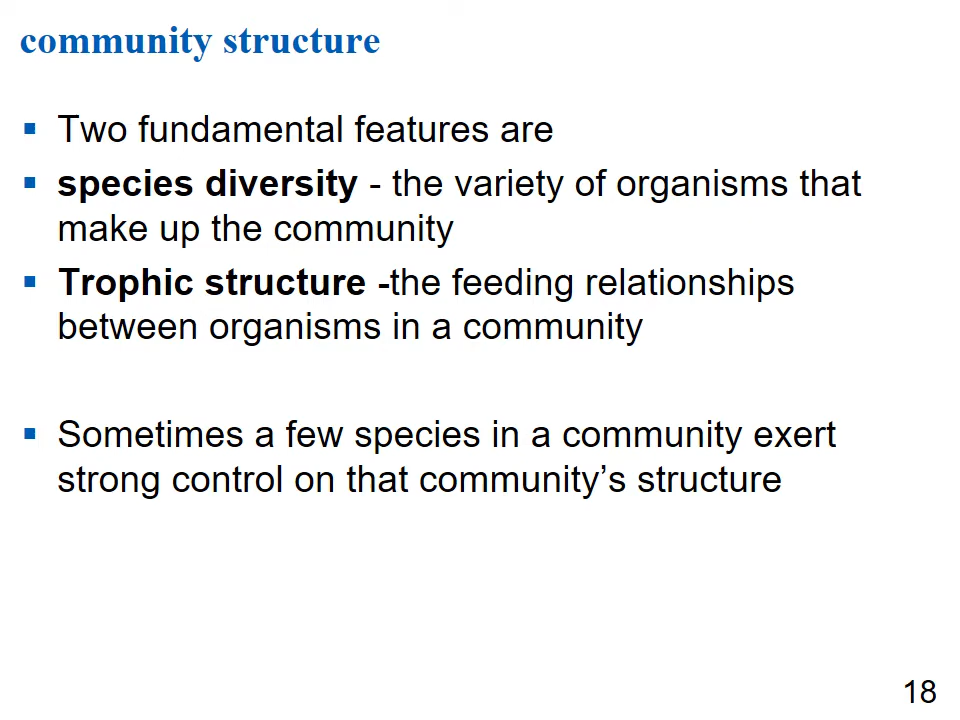 community structure
▪ Two fundamental features are
▪ species diversity - the variety of organisms that
make up the community
▪ Trophic structure -the feeding relationships
between organisms in a community
▪ Sometimes a few species in a community exert
strong control on that community’s structure
18